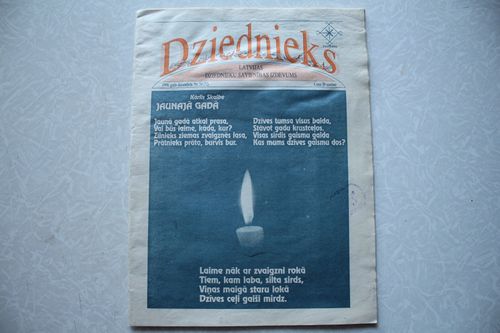 Dziednieks
LATVIJAS
DZIEDNIEKU SAVIENĪBAS IZDEVUMS
Kārlis Skalbe
JAUNAJĀ GADĀ
Jaunā gadā atkal prasa,
Vai būs laime, kāda, kur?
Zilnieks ziemas zvaigznes lasa,
Prātnieks prāto, burvis bur.
Dzīves tumsa visus baida,
Stāvot gadu krustceļos.
Visas sirdis gaismu gaida
Kas mums dzīves gaismu dos?
Laime nāk ar zvaigzni rokā
Tiem, kam laba, silta sirds,
Viņas maigā staru lokā
Dzīves ceļi gaiši mirdz.